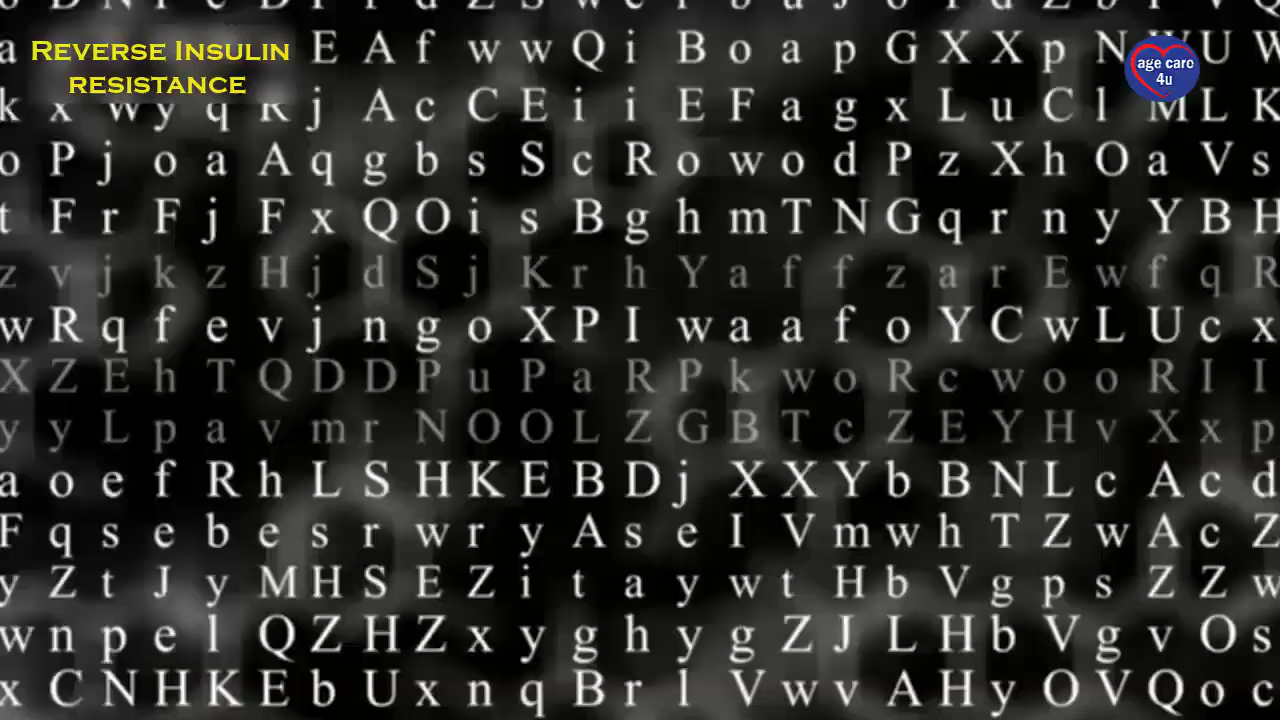 REVERSE INSULIN
RESISTANCE
age care
4u
E A f w w Q i B o a p G X X p N W U W
k x W y q R j A c C E i i E F a g x L u C l M L K
o P j o a A q g b s S c R o w o d P z X h O a V s
t F r F j F x Q O i s B g h m T N G q r n y Y B H
z v j k z H j d S j K r h Y a f f z a r E w f q R
w R q f e v j n g o X P I w a a f o Y C w L U c x
X Z E h T Q D D P u P a R P k w o R c w o o R I I
y y L p a v m r N O O L Z G B T c Z E Y H v X x p
a o e f R h L S H K E B D j X X Y b B N L c A c d
F q s e b e s r w r y A s e I V m w h T Z w A c Z
y Z t J y M H S E Z i t a y w t H b V g p s Z Z w
w n p e l Q Z H Z x y g h y g Z J L H b V g v O s
x C N H K E b U x n q B r l V w v A H y O V Q o c